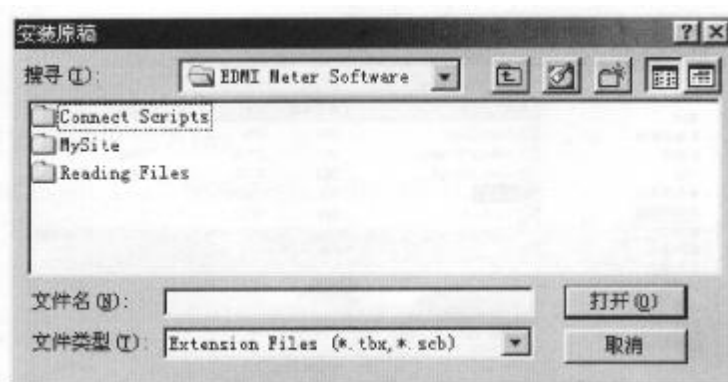 安装原稿
搜寻(I): EDMI Meter Software
Connect Scripts
MySite
Reading Files
文件名(N): 打开(O)
文件类型(T): Extension Files (*.tbx,*.scb) 取消